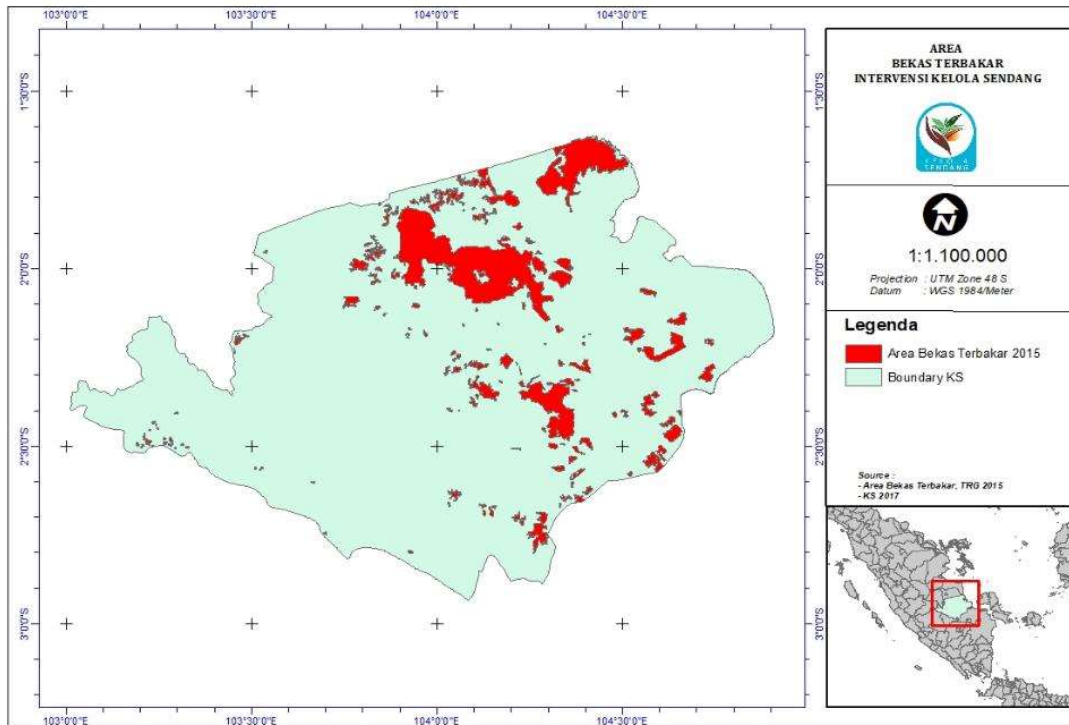 103°0'0"E 103°30'0"E 104°0'0"E 104°30'0"E
1°30'0"S 1°30'0"S
2°0'0"S 2°0'0"S
2°30'0"S 2°30'0"S
3°0'0"S 3°0'0"S
103°0'0"E 103°30'0"E 104°0'0"E 104°30'0"E
AREA
BEKAS TERBAKAR
INTERVENSI KELOLA SENDANG
KELOLA
SENDANG
N
1:1.100.000
Projection : UTM Zone 48 S
Datum : WGS 1984/Meter
Legenda
Area Bekas Terbakar 2015
Boundary KS
Source :
- Area Bekas Terbakar, TRG 2015
- KS 2017